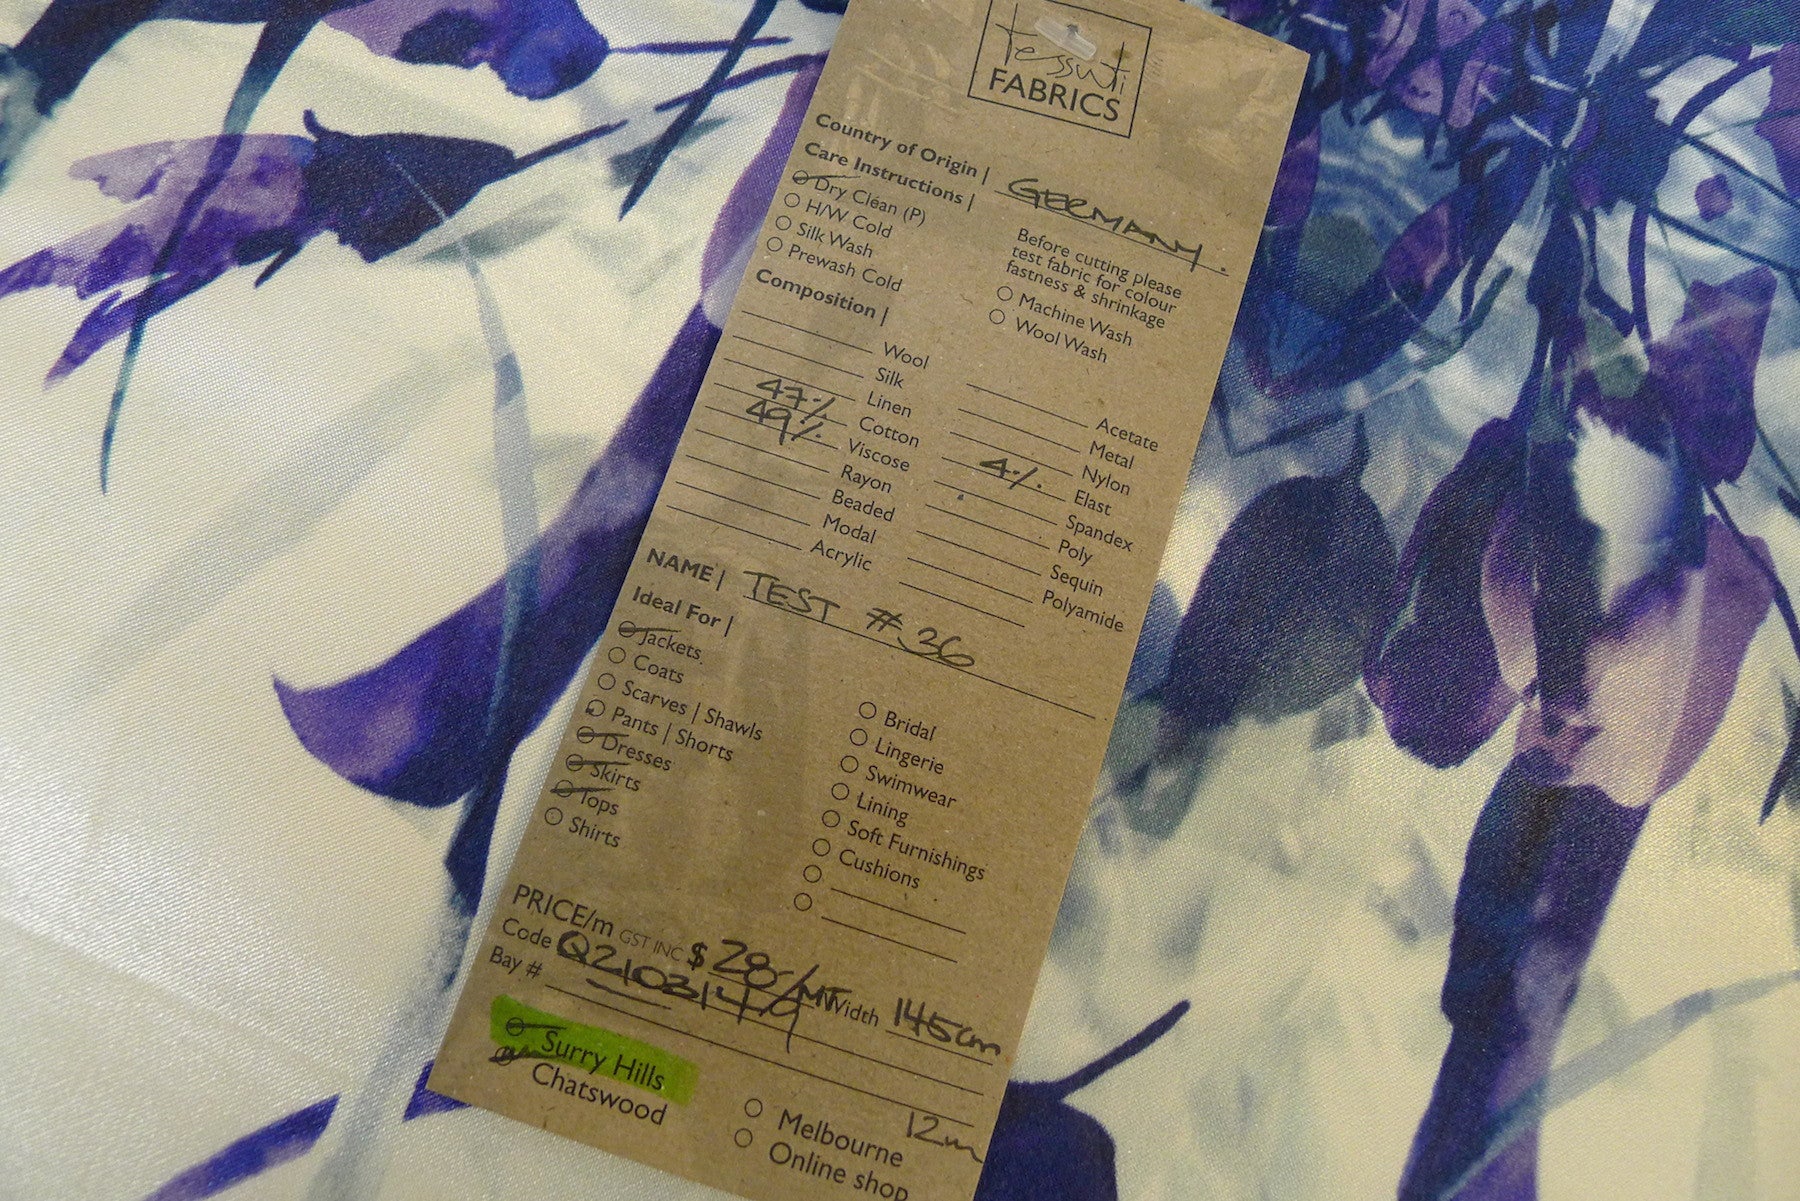 tessuti
FABRICS
Country of Origin | GERMANY.
Care Instructions |
Dry Clean (P)
H/W Cold
Silk Wash
Prewash Cold
Before cutting please
test fabric for colour
fastness & shrinkage
Machine Wash
Wool Wash
Composition |
Wool
Silk
Linen
47% Cotton
49% Viscose
Rayon
Beaded
Modal
Acrylic
Acetate
Metal
Nylon
4% Elast
Spandex
Poly
Sequin
Polyamide
NAME | TEST #36
Ideal For |
Jackets
Coats
Scarves | Shawls
Pants | Shorts
Dresses
Skirts
Tops
Shirts
Bridal
Lingerie
Swimwear
Lining
Soft Furnishings
Cushions
PRICE/m GST INC $28-/MT
Code Q2103149 Width 145cm
Bay #
Surry Hills
Chatswood
12m
Melbourne
Online shop